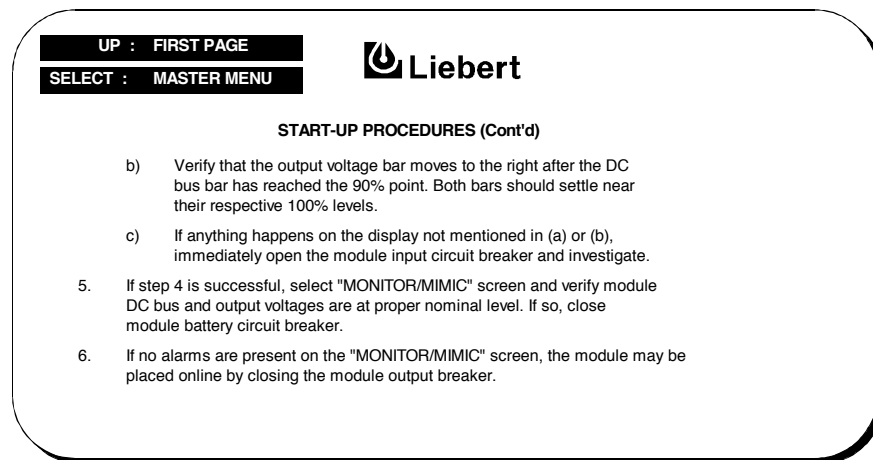 UP : FIRST PAGE
SELECT : MASTER MENU
Liebert
START-UP PROCEDURES (Cont'd)
b) Verify that the output voltage bar moves to the right after the DC
bus bar has reached the 90% point. Both bars should settle near
their respective 100% levels.
c) If anything happens on the display not mentioned in (a) or (b),
immediately open the module input circuit breaker and investigate.
5. If step 4 is successful, select "MONITOR/MIMIC" screen and verify module
DC bus and output voltages are at proper nominal level. If so, close
module battery circuit breaker.
6. If no alarms are present on the "MONITOR/MIMIC" screen, the module may be
placed online by closing the module output breaker.